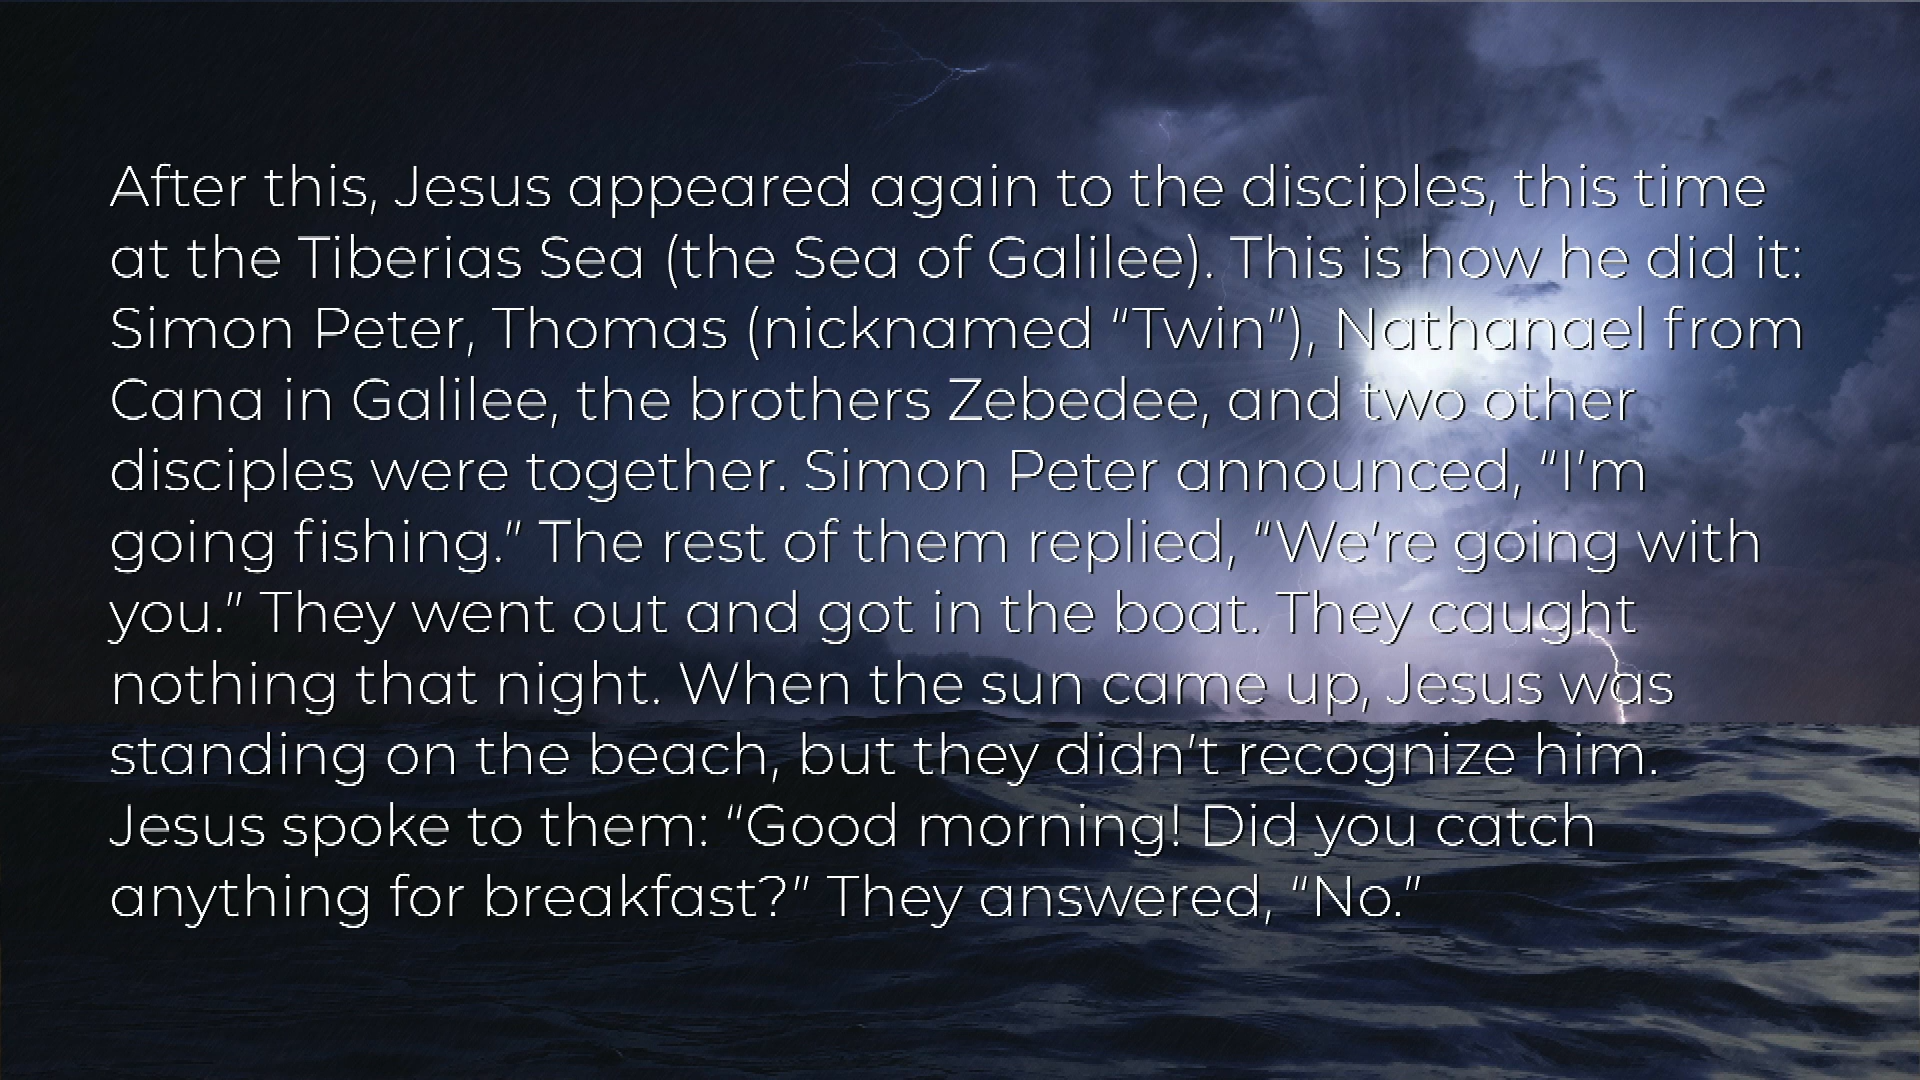 After this, Jesus appeared again to the disciples, this time
at the Tiberias Sea (the Sea of Galilee). This is how he did it:
Simon Peter, Thomas (nicknamed “Twin”), Nathanael from
Cana in Galilee, the brothers Zebedee, and two other
disciples were together. Simon Peter announced, “I’m
going fishing.” The rest of them replied, “We’re going with
you.” They went out and got in the boat. They caught
nothing that night. When the sun came up, Jesus was
standing on the beach, but they didn’t recognize him.
Jesus spoke to them: “Good morning! Did you catch
anything for breakfast?” They answered, “No.”